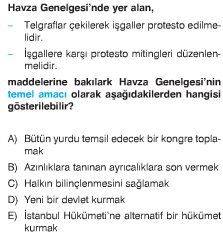 Havza Genelgesi'nde yer alan,
– Telgraflar çekilerek işgaller protesto edilme-
lidir.
– İşgallere karşı protesto mitingleri düzenlen-
melidir.
maddelerine bakılark Havza Genelgesi'nin
temel amacı olarak aşağıdakilerden hangisi
gösterilebilir?
A) Bütün yurdu temsil edecek bir kongre topla-
mak
B) Azınlıklara tanınan ayrıcalıklara son vermek
C) Halkın bilinçlenmesini sağlamak
D) Yeni bir devlet kurmak
E) İstanbul Hükümeti'ne alternatif bir hükümet
kurmak